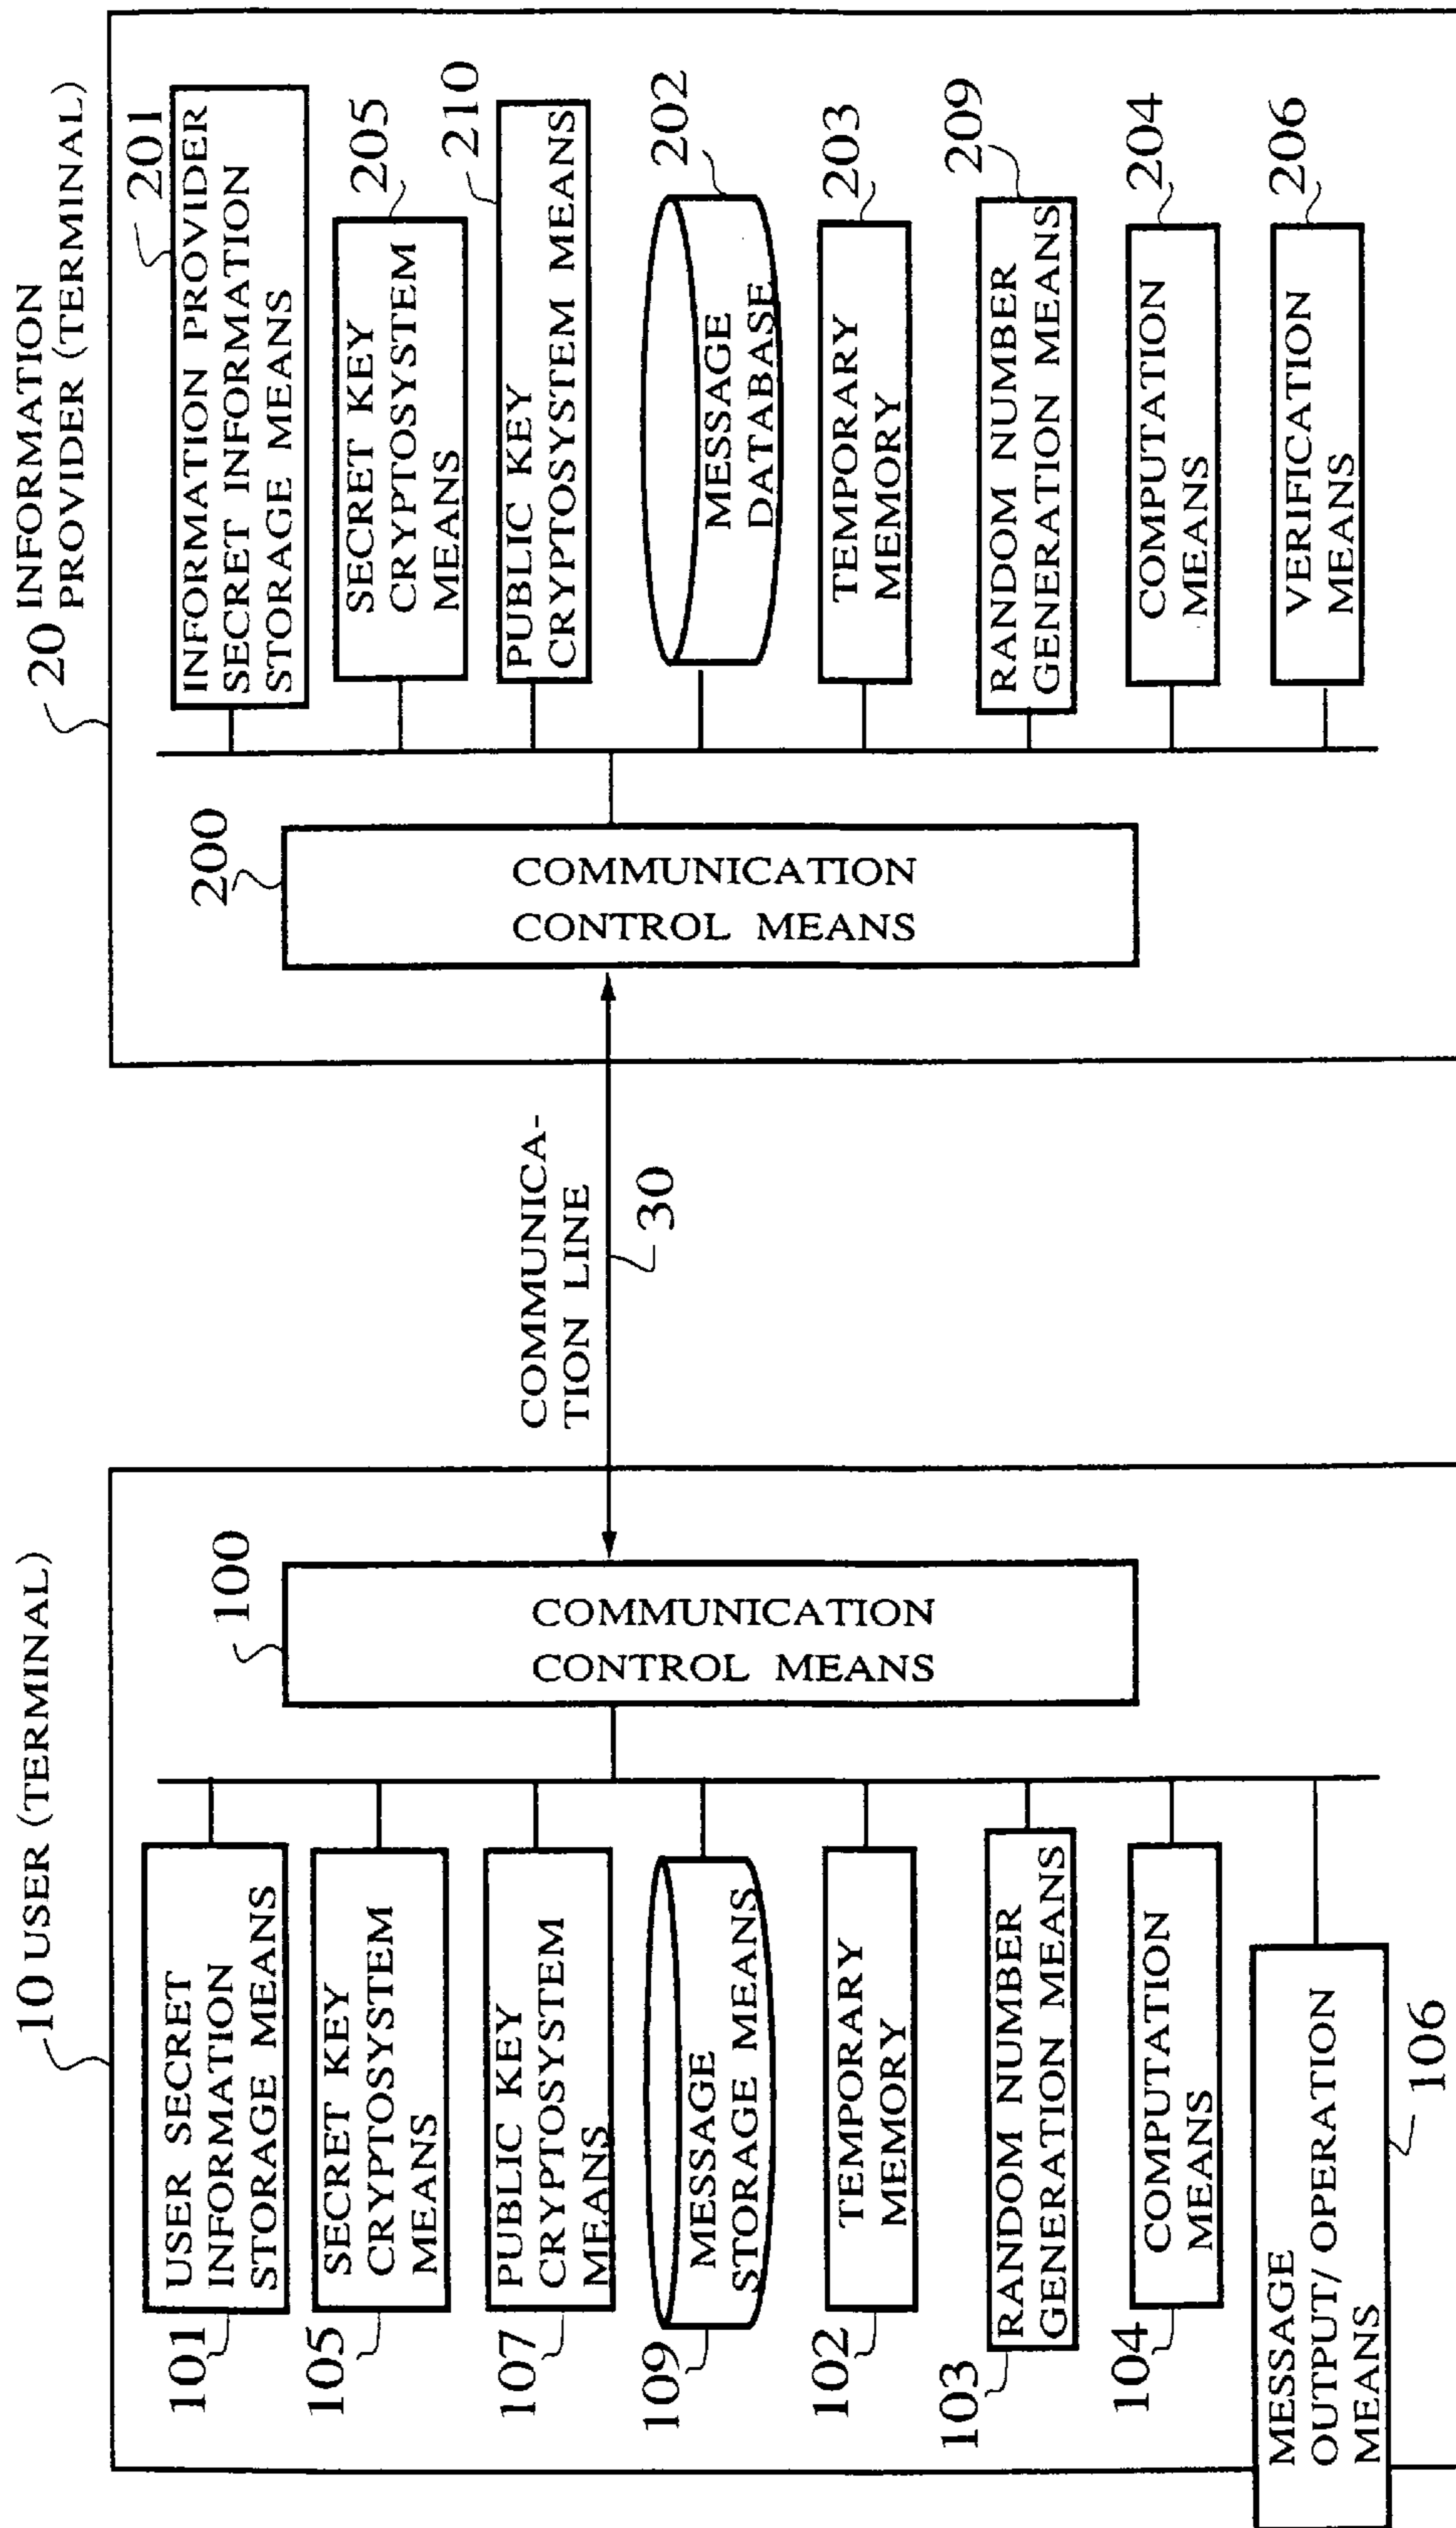 10 USER (TERMINAL)
101
USER SECRET
INFORMATION
STORAGE MEANS
105
SECRET KEY
CRYPTOSYSTEM
MEANS
107
PUBLIC KEY
CRYPTOSYSTEM
MEANS
109
MESSAGE
STORAGE MEANS
102
TEMPORARY
MEMORY
103
RANDOM NUMBER
GENERATION MEANS
104
COMPUTATION
MEANS
MESSAGE
OUTPUT/OPERATION
MEANS
106
100
COMMUNICATION
CONTROL MEANS
COMMUNICA-
TION LINE
30
20 INFORMATION
PROVIDER (TERMINAL)
200
COMMUNICATION
CONTROL MEANS
201
INFORMATION PROVIDER
SECRET INFORMATION
STORAGE MEANS
205
SECRET KEY
CRYPTOSYSTEM
MEANS
210
PUBLIC KEY
CRYPTOSYSTEM MEANS
202
MESSAGE
DATABASE
203
TEMPORARY
MEMORY
209
RANDOM NUMBER
GENERATION MEANS
204
COMPUTATION
MEANS
206
VERIFICATION
MEANS